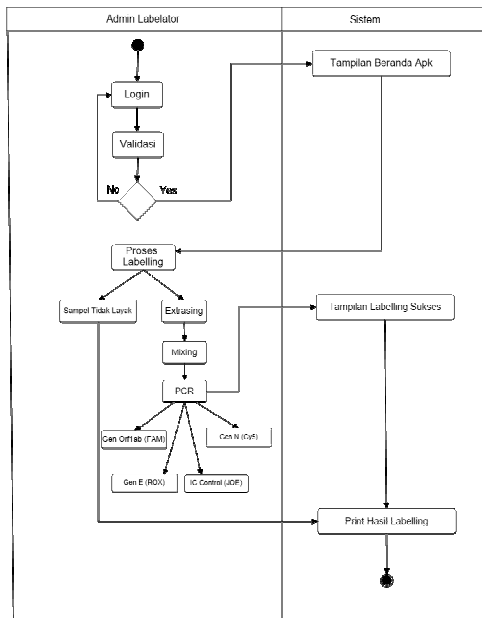 Admin Labelator
Sistem
Tampilan Beranda Apk
Login
Validasi
No
Yes
Proses
Labelling
Sampel Tidak Layak
Extrasing
Tampilan Labelling Sukses
Mixing
PCR
Gen Orf1ab (FAM)
Gen N (Cy5)
Gen E (ROX)
IC Control (JOE)
Print Hasil Labelling